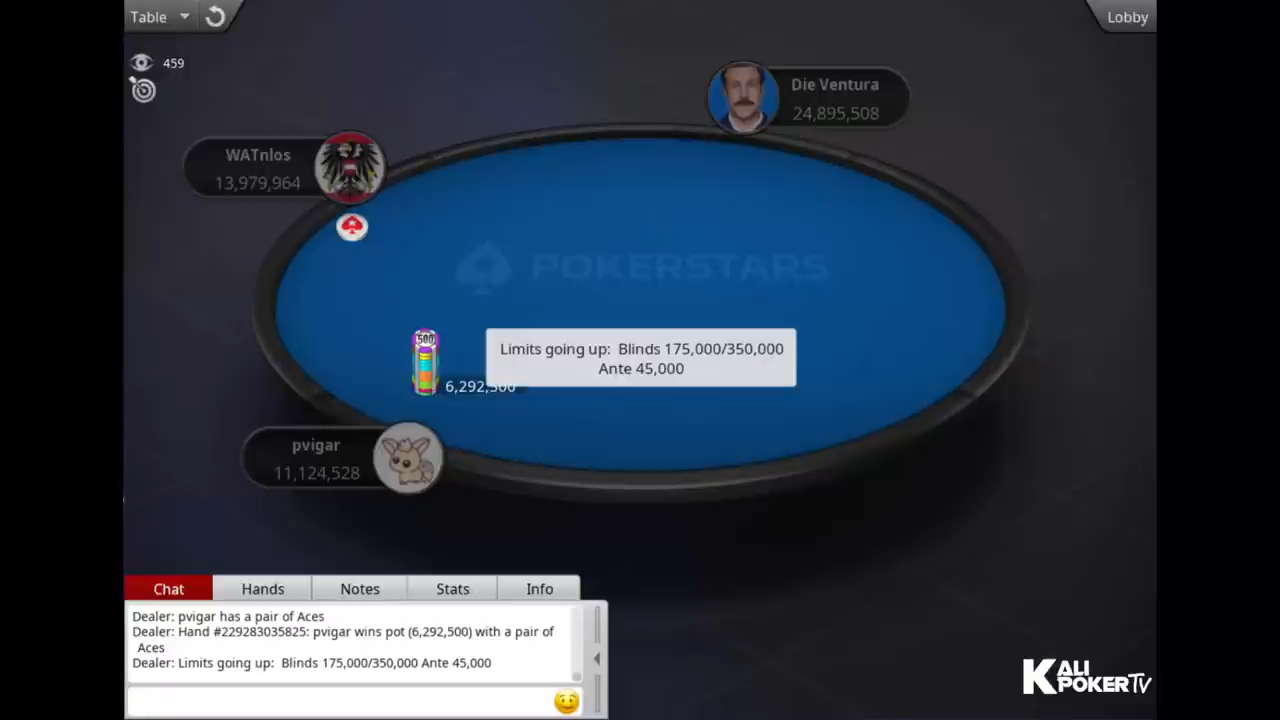 Table
Lobby
459
Die Ventura
24,895,508
WATnlos
13,979,964
POKERSTARS
500
Limits going up: Blinds 175,000/350,000
Ante 45,000
6,292,500
pvigar
11,124,528
Chat
Hands
Notes
Stats
Info
Dealer: pvigar has a pair of Aces
Dealer: Hand #229283035825: pvigar wins pot (6,292,500) with a pair of
Aces
Dealer: Limits going up: Blinds 175,000/350,000 Ante 45,000
KALI
POKERTV